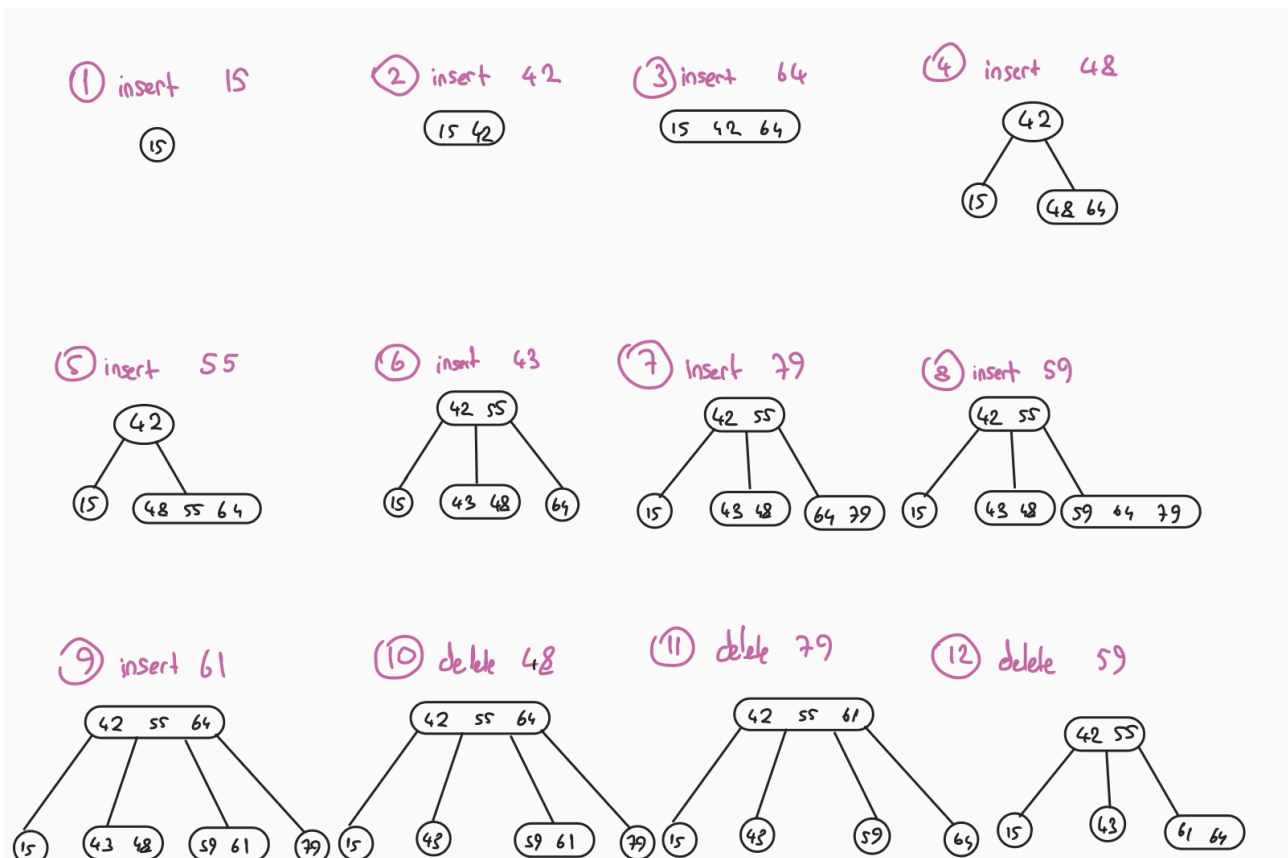 ① insert 15
② insert 42
③ insert 64
④ insert 48
15
15 42
15 42 64
42
15
48 64
⑤ insert 55
⑥ insert 43
⑦ Insert 79
⑧ insert 59
42
42 55
42 55
42 55
15
48 55 64
15
43 48
64
15
43 48
64 79
15
43 48
59 64 79
⑨ insert 61
⑩ delete 48
⑪ delete 79
⑫ delete 59
42 55 64
42 55 64
42 55 61
42 55
15
43 48
59 61
79
15
43
59 61
79
15
43
59
64
15
43
61 64